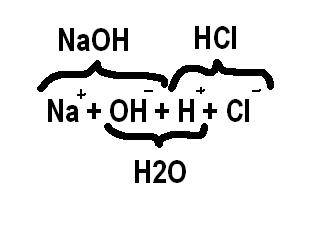 NaOH HCl
Na⁺ + OH⁻ + H⁺ + Cl⁻
H2O